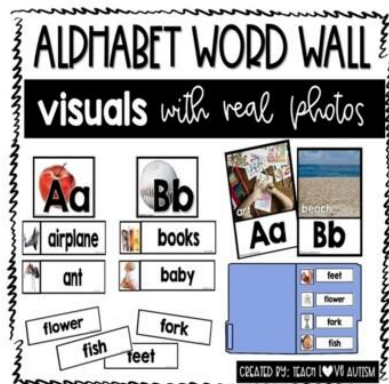 ALPHABET WORD WALL
visuals with real photos
Aa
Bb
airplane
books
ant
baby
art
beach
Aa
Bb
flower
fish
feet
fork
feet
flower
fork
fish
CREATED BY: TEACH LOVE AUTISM